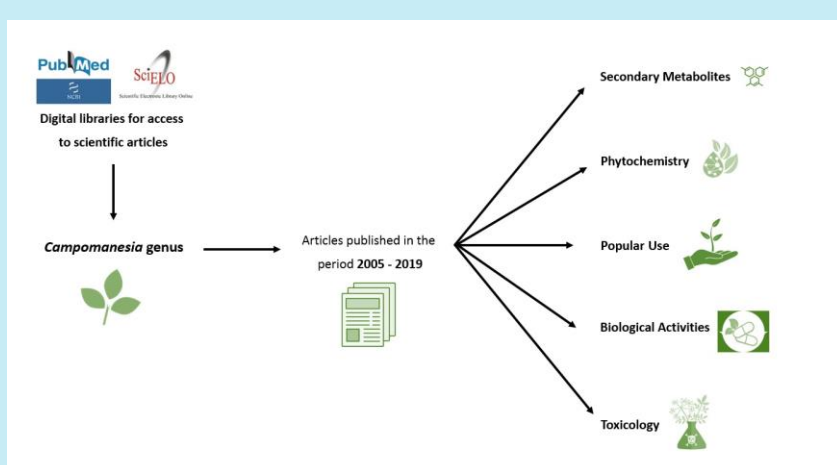 PubMed
SciELO
Scientific Electronic Library Online
Digital libraries for access
to scientific articles
Campomanesia genus
Articles published in the
period 2005 - 2019
Secondary Metabolites
Phytochemistry
Popular Use
Biological Activities
Toxicology